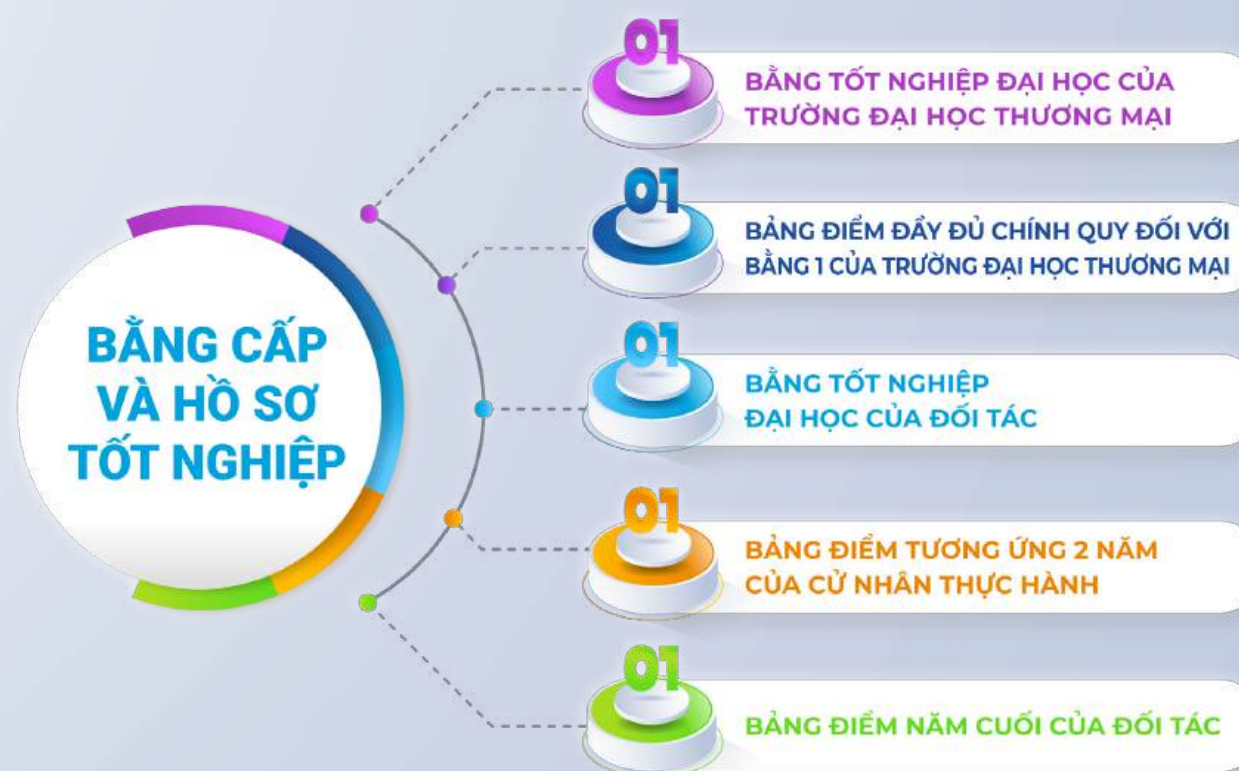 BẰNG CẤP
VÀ HỒ SƠ
TỐT NGHIỆP
01
BẰNG TỐT NGHIỆP ĐẠI HỌC CỦA
TRƯỜNG ĐẠI HỌC THƯƠNG MẠI
01
BẢNG ĐIỂM ĐẦY ĐỦ CHÍNH QUY ĐỐI VỚI
BẰNG 1 CỦA TRƯỜNG ĐẠI HỌC THƯƠNG MẠI
01
BẰNG TỐT NGHIỆP
ĐẠI HỌC CỦA ĐỐI TÁC
01
BẢNG ĐIỂM TƯƠNG ỨNG 2 NĂM
CỦA CỬ NHÂN THỰC HÀNH
01
BẢNG ĐIỂM NĂM CUỐI CỦA ĐỐI TÁC